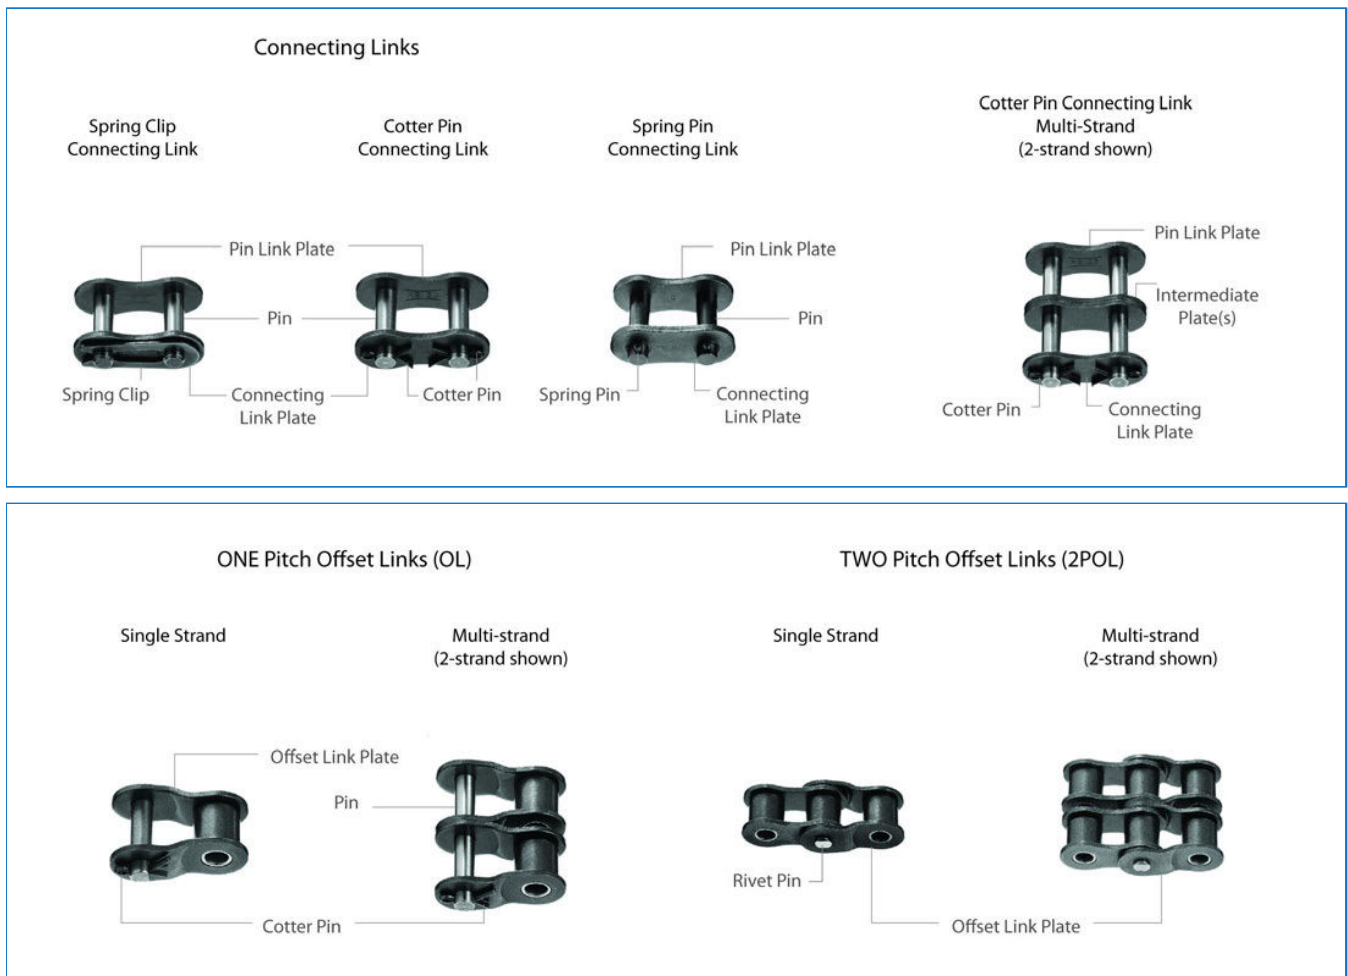 Connecting Links
Spring Clip
Connecting Link
Cotter Pin
Connecting Link
Spring Pin
Connecting Link
Cotter Pin Connecting Link
Multi-Strand
(2-strand shown)
Pin Link Plate
Pin
Spring Clip
Connecting
Link Plate
Cotter Pin
Pin Link Plate
Pin
Spring Pin
Connecting
Link Plate
Pin Link Plate
Intermediate
Plate(s)
Cotter Pin
Connecting
Link Plate
ONE Pitch Offset Links (OL)
Single Strand
Multi-strand
(2-strand shown)
Offset Link Plate
Pin
Cotter Pin
TWO Pitch Offset Links (2POL)
Single Strand
Multi-strand
(2-strand shown)
Rivet Pin
Offset Link Plate